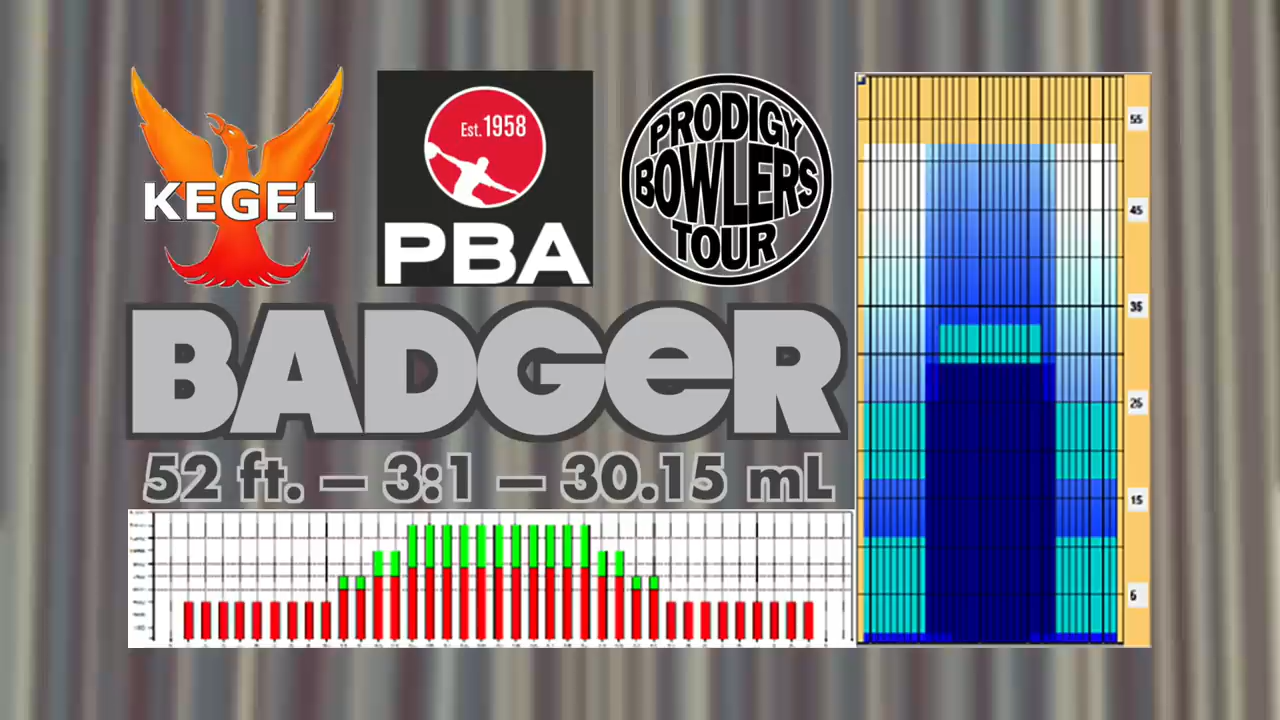 KEGEL
Est. 1958
PBA
PRODIGY
BOWLERS
TOUR
BADGER
52 ft. — 3:1 — 30.15 mL
55
45
35
25
15
5